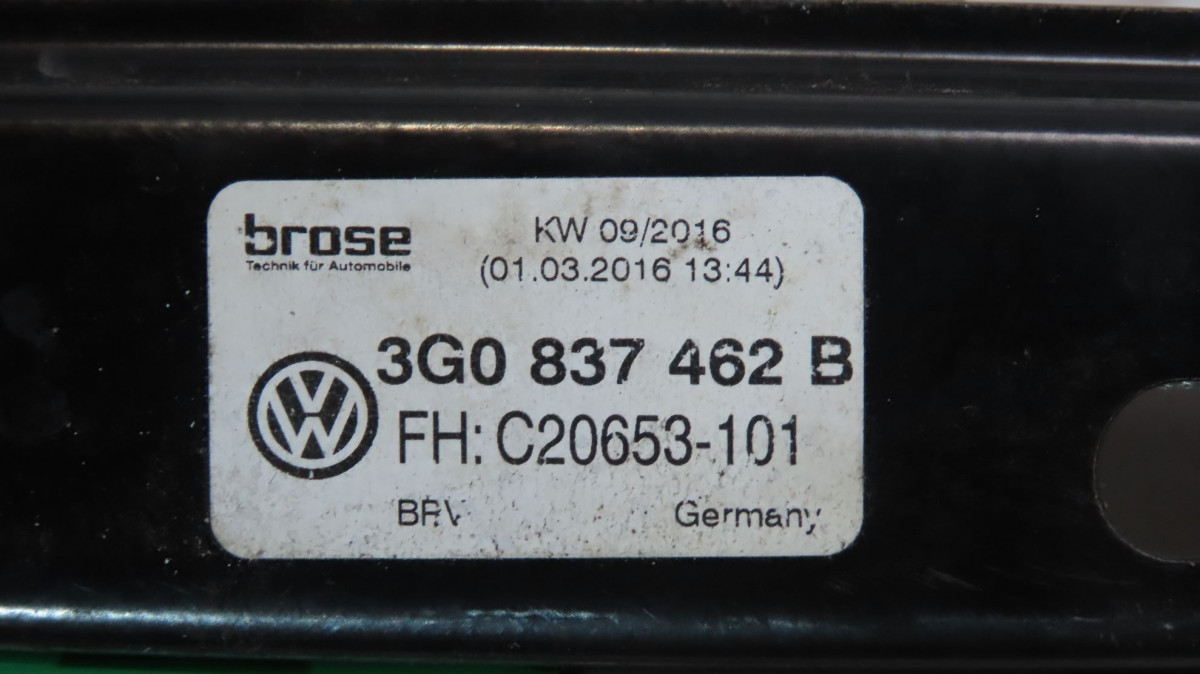 brose
Technik für Automobile
KW 09/2016
(01.03.2016 13:44)
3G0 837 462 B
FH: C20653-101
Germany